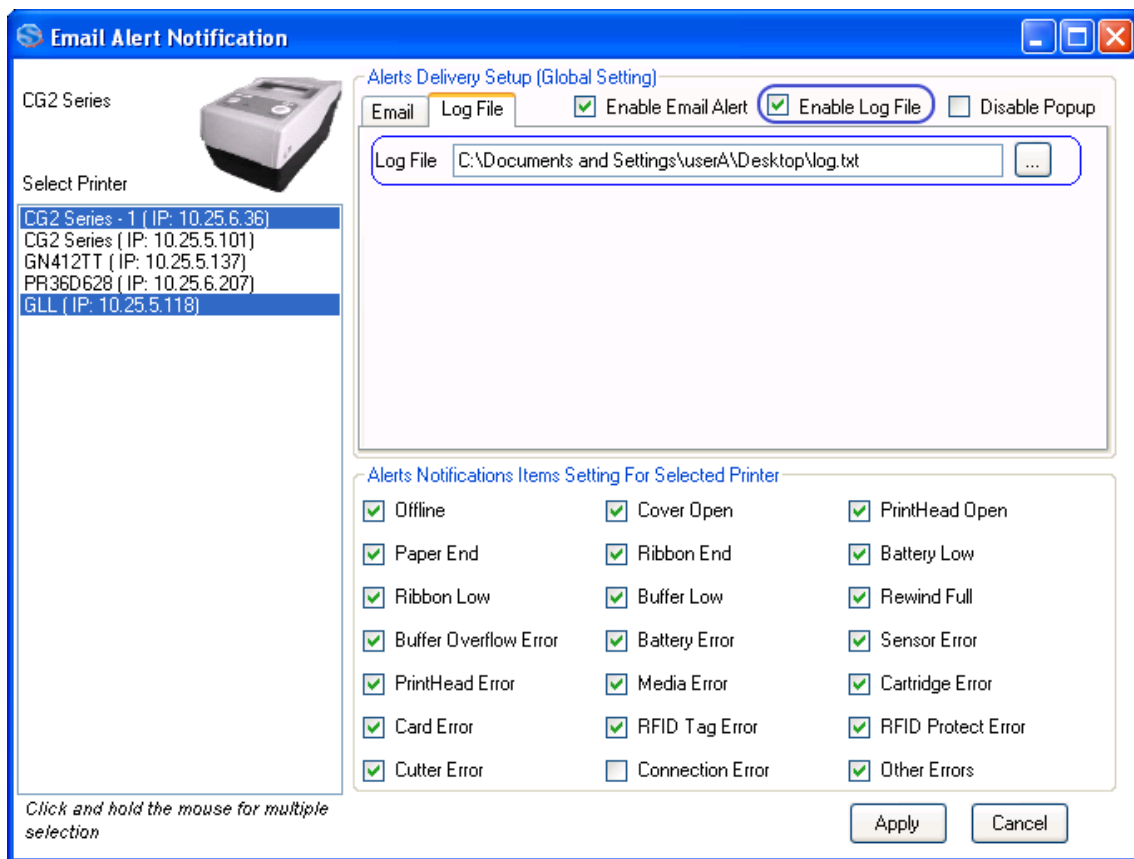 Email Alert Notification
CG2 Series
Select Printer
CG2 Series - 1 ( IP: 10.25.6.36)
CG2 Series ( IP: 10.25.5.101)
GN412TT ( IP: 10.25.5.137)
PR36D628 ( IP: 10.25.6.207)
GLL ( IP: 10.25.5.118)
Click and hold the mouse for multiple
selection
Alerts Delivery Setup (Global Setting)
Email Log File Enable Email Alert Enable Log File Disable Popup
Log File C:\Documents and Settings\userA\Desktop\log.txt ...
Alerts Notifications Items Setting For Selected Printer
Offline Cover Open PrintHead Open
Paper End Ribbon End Battery Low
Ribbon Low Buffer Low Rewind Full
Buffer Overflow Error Battery Error Sensor Error
PrintHead Error Media Error Cartridge Error
Card Error RFID Tag Error RFID Protect Error
Cutter Error Connection Error Other Errors
Apply Cancel